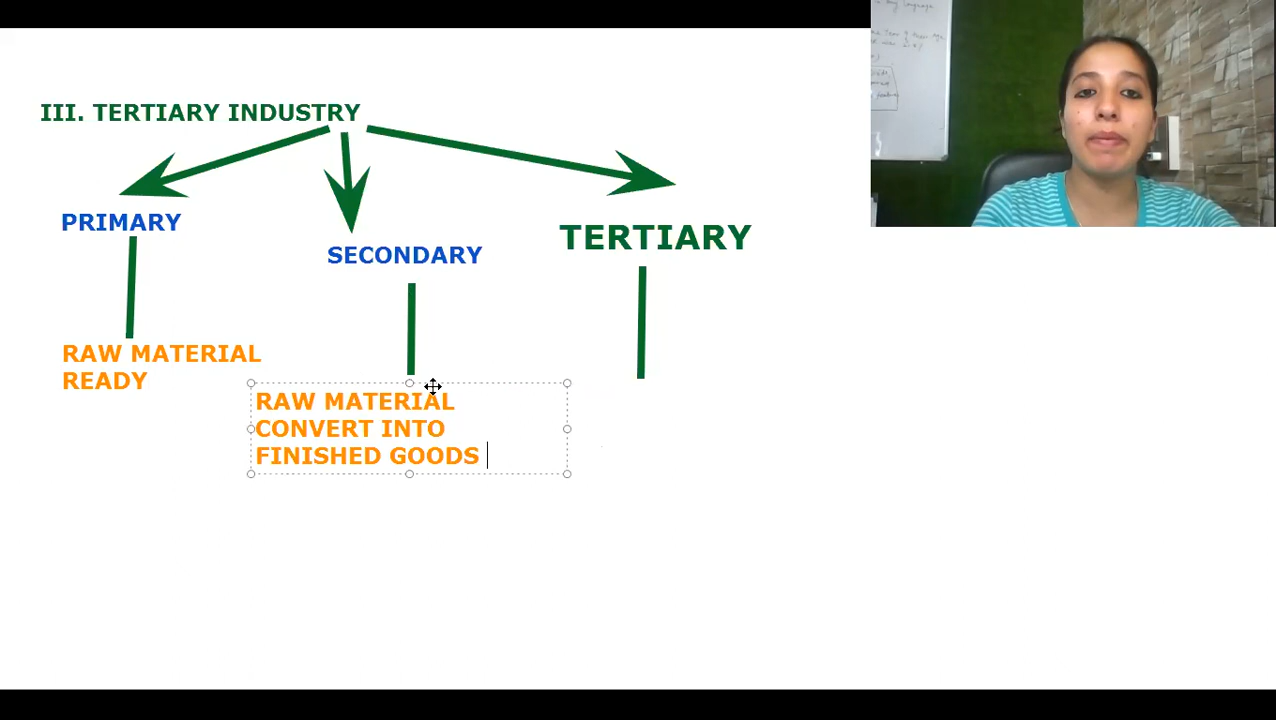 III. TERTIARY INDUSTRY
PRIMARY
SECONDARY
TERTIARY
RAW MATERIAL
READY
RAW MATERIAL
CONVERT INTO
FINISHED GOODS